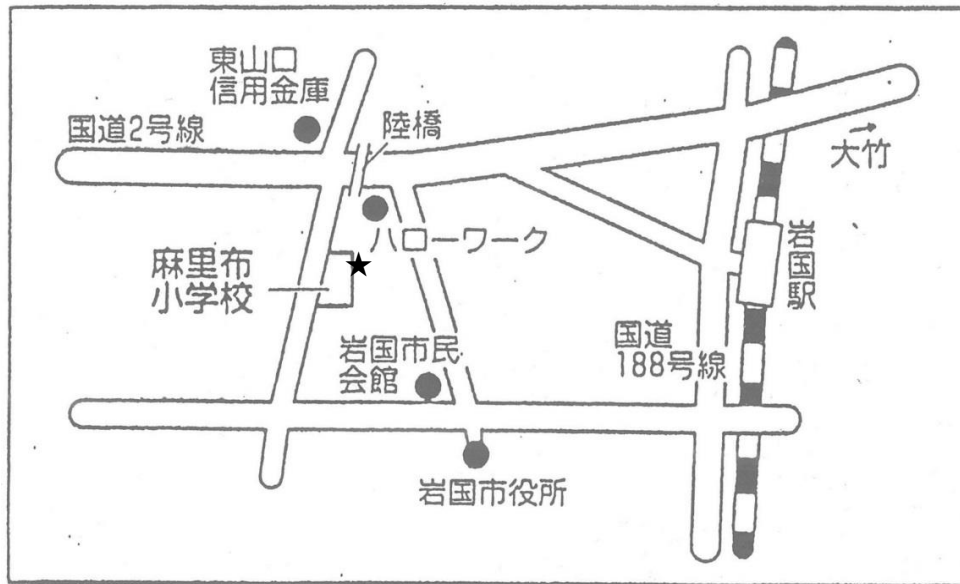 東山口
信用金庫
国道2号線
陸橋
大竹
ハローワーク
麻里布
小学校
岩国駅
岩国市民
会館
国道
188号線
岩国市役所